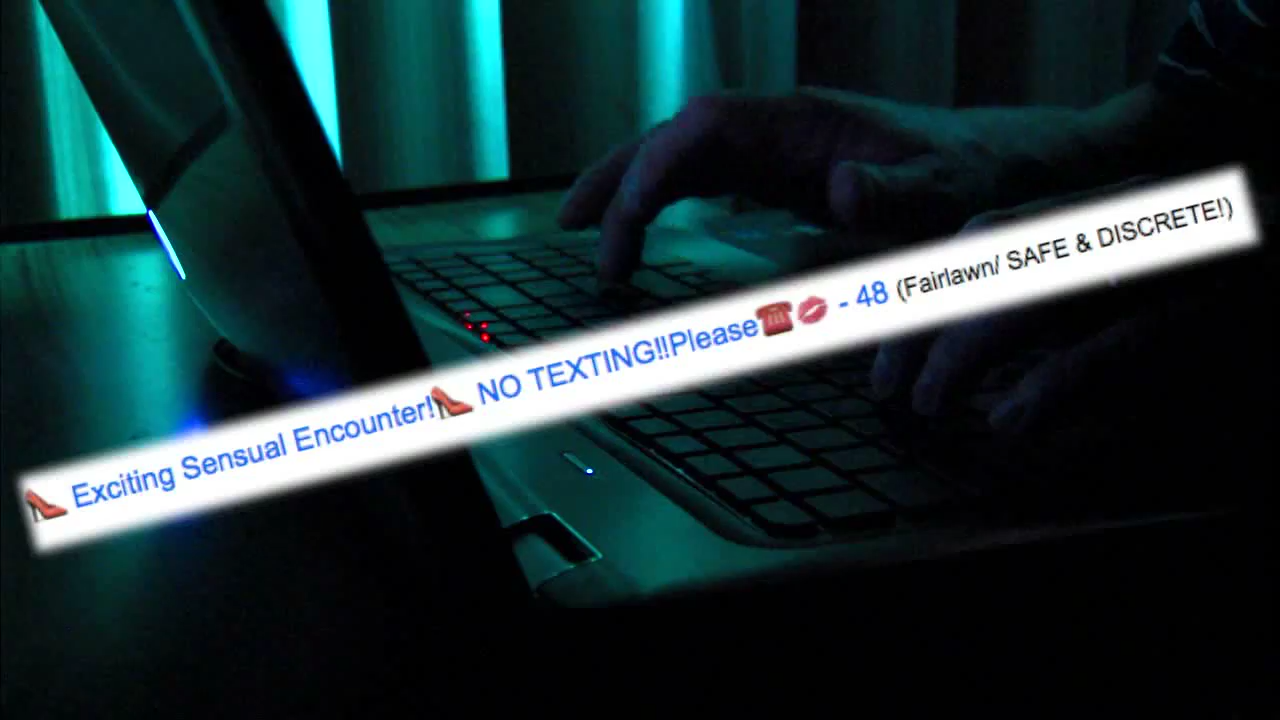 👠 Exciting Sensual Encounter!👠 NO TEXTING!!Please☎️💋 - 48 (Fairlawn/ SAFE & DISCRETE!)